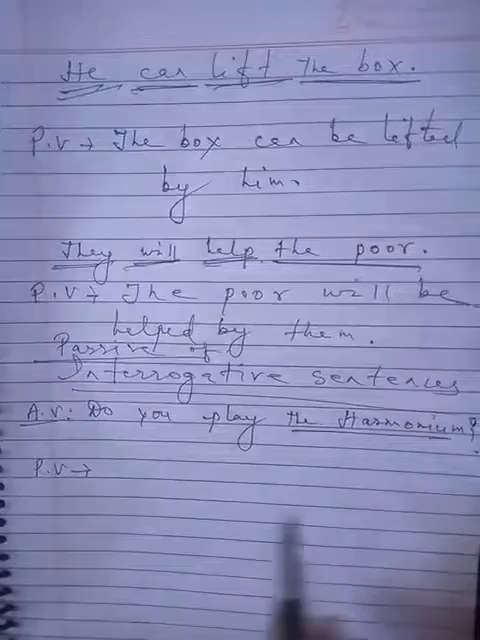 He can lift The box.
P.V → The box can be lifted
by him.
They will help the poor.
P.V → The poor will be
helped by them.
Passive of
Interrogative sentences
A.V: Do you play the Harmonium?
P.V →